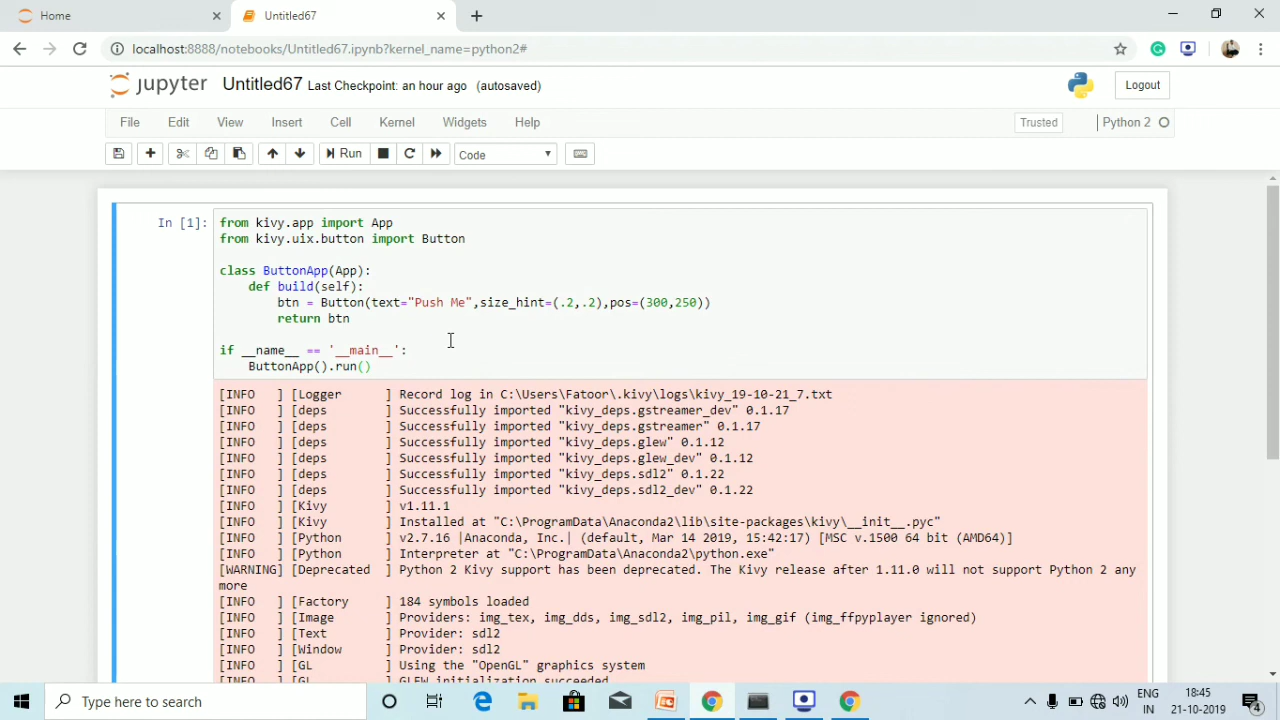 Home
Untitled67
localhost:8888/notebooks/Untitled67.ipynb?kernel_name=python2#
jupyter Untitled67 Last Checkpoint: an hour ago (autosaved)
Logout
File Edit View Insert Cell Kernel Widgets Help
Trusted
Python 2
Run
Code
In [1]:
from kivy.app import App
from kivy.uix.button import Button
class ButtonApp(App):
def build(self):
btn = Button(text="Push Me",size_hint=(.2,.2),pos=(300,250))
return btn
if __name__ == '__main__':
ButtonApp().run()
[INFO ] [Logger ] Record log in C:\Users\Fatoor\.kivy\logs\kivy_19-10-21_7.txt
[INFO ] [deps ] Successfully imported "kivy_deps.gstreamer_dev" 0.1.17
[INFO ] [deps ] Successfully imported "kivy_deps.gstreamer" 0.1.17
[INFO ] [deps ] Successfully imported "kivy_deps.glew" 0.1.12
[INFO ] [deps ] Successfully imported "kivy_deps.glew_dev" 0.1.12
[INFO ] [deps ] Successfully imported "kivy_deps.sdl2" 0.1.22
[INFO ] [deps ] Successfully imported "kivy_deps.sdl2_dev" 0.1.22
[INFO ] [Kivy ] v1.11.1
[INFO ] [Kivy ] Installed at "C:\ProgramData\Anaconda2\lib\site-packages\kivy\__init__.pyc"
[INFO ] [Python ] v2.7.16 |Anaconda, Inc.| (default, Mar 14 2019, 15:42:17) [MSC v.1500 64 bit (AMD64)]
[INFO ] [Python ] Interpreter at "C:\ProgramData\Anaconda2\python.exe"
[WARNING] [Deprecated ] Python 2 Kivy support has been deprecated. The Kivy release after 1.11.0 will not support Python 2 any
more
[INFO ] [Factory ] 184 symbols loaded
[INFO ] [Image ] Providers: img_tex, img_dds, img_sdl2, img_pil, img_gif (img_ffpyplayer ignored)
[INFO ] [Text ] Provider: sdl2
[INFO ] [Window ] Provider: sdl2
[INFO ] [GL ] Using the "OpenGL" graphics system
[INFO ] [GL ] GLEW initialization succeeded
Type here to search
ENG
IN
18:45
21-10-2019
4